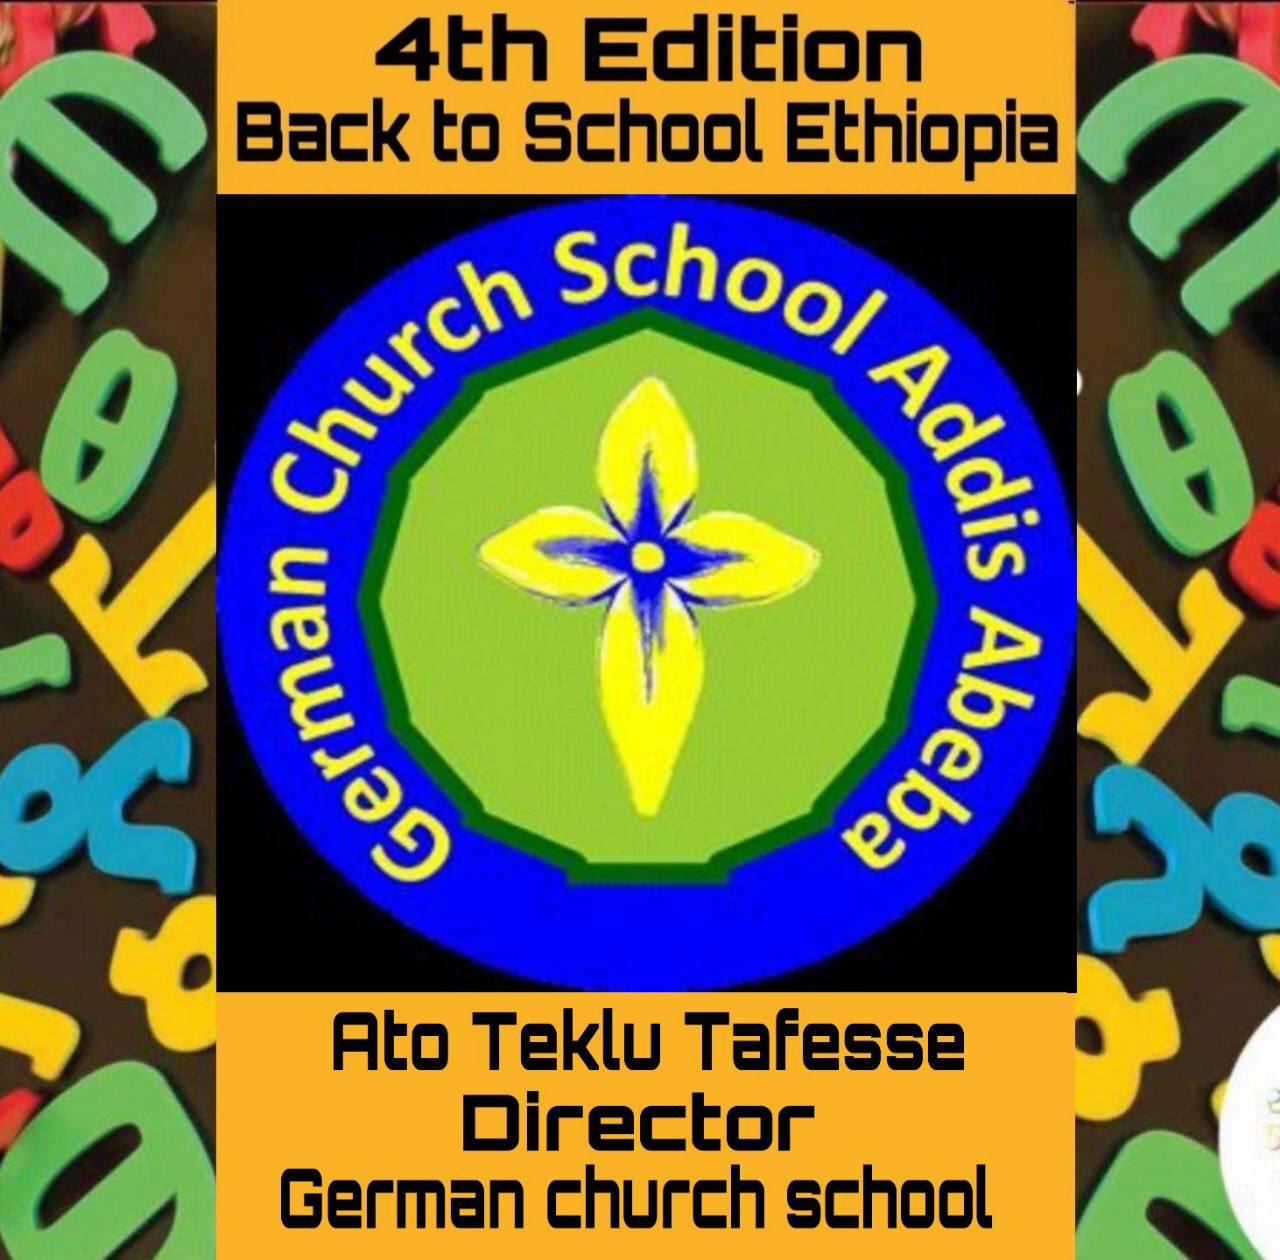 4th Edition
Back to School Ethiopia
German Church School Addis Abeba
Ato Teklu Tafesse
Director
German church school